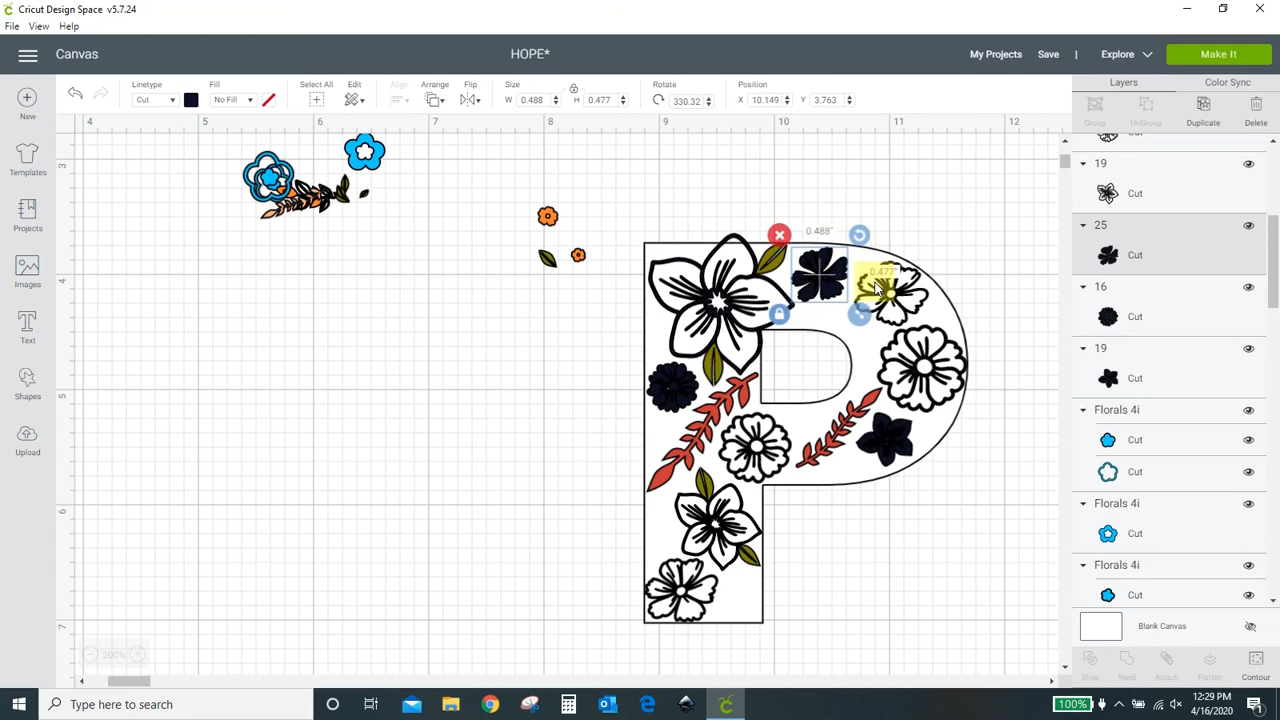 Cricut Design Space v5.7.24
File View Help
Canvas
HOPE*
My Projects Save | Explore Make It
Linetype Fill Select All Edit Align Arrange Flip Size Rotate Position
Cut No Fill W 0.488 H 0.477 330.32 X 10.149 Y 3.763
Layers Color Sync
Group UnGroup Duplicate Delete
4 5 6 7 8 9 10 11 12
3
4
5
6
7
New
Templates
Projects
Images
Text
Shapes
Upload
0.488"
0.477"
200%
Cut
19
Cut
25
Cut
16
Cut
19
Cut
Florals 4i
Cut
Cut
Florals 4i
Cut
Florals 4i
Cut
Blank Canvas
Slice Weld Attach Flatten Contour
Type here to search
100%
12:29 PM
4/16/2020